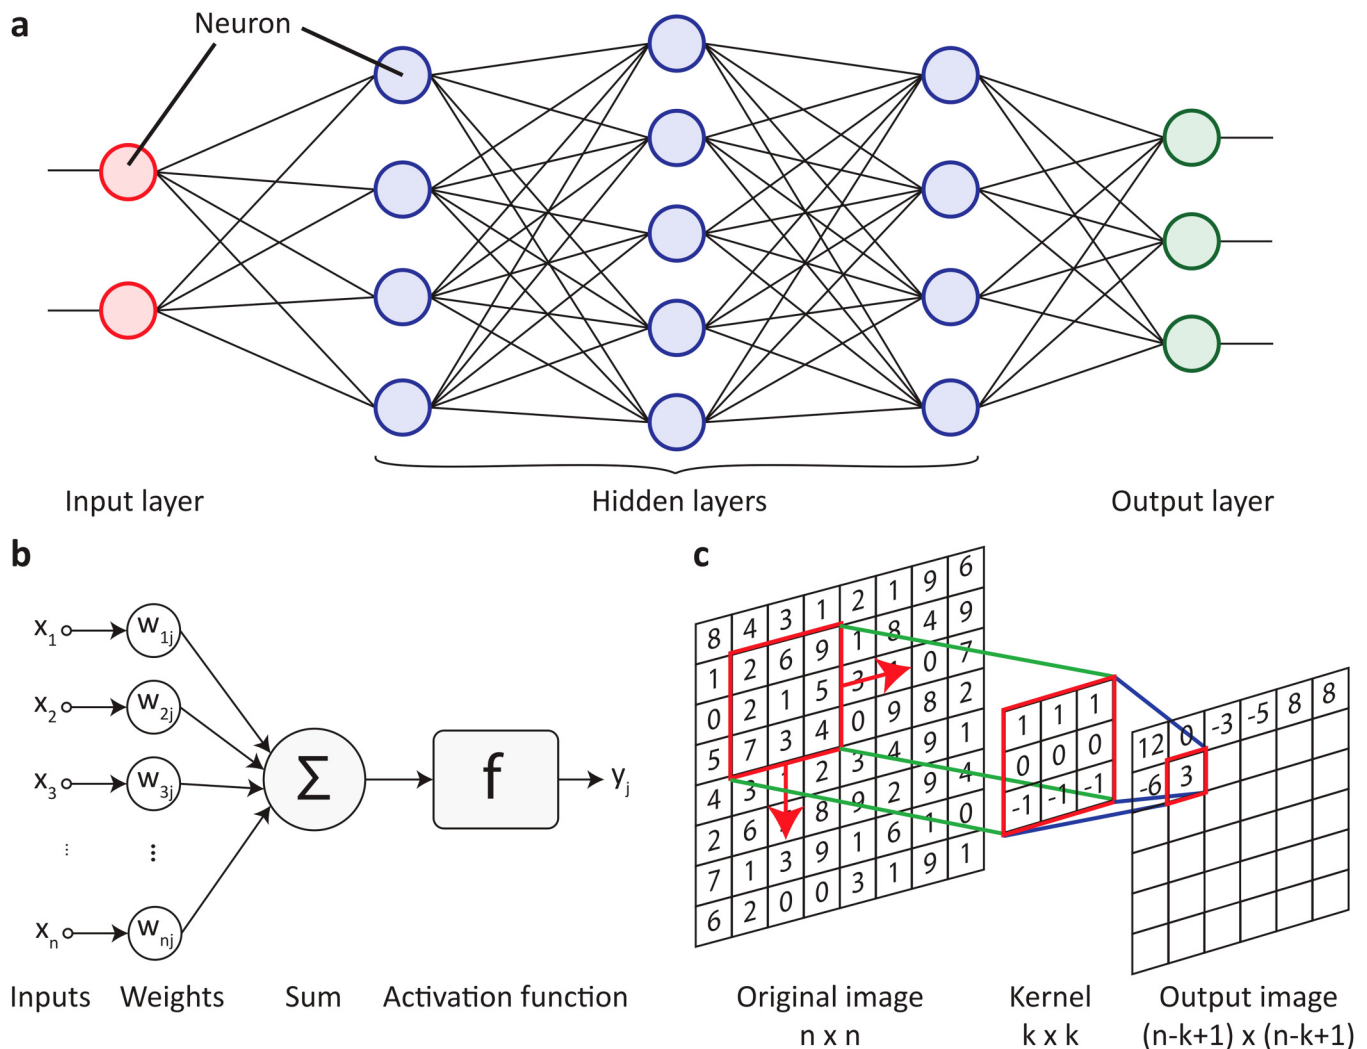 a
Neuron
Input layer
Hidden layers
Output layer
b
x1
x2
x3
⋮
xn
w1j
w2j
w3j
⋮
wnj
Σ
f
yj
Inputs
Weights
Sum
Activation function
c
8 4 3 1 2 1 9 6
1 2 6 9 1 8 4 9
0 2 1 5 3 0 7
5 7 3 4 0 9 8 2
4 3 2 3 4 9 1
2 6 8 9 2 9 4
7 1 3 9 1 6 1 0
6 2 0 0 3 1 9 1
1 1 1
0 0 0
-1 -1 -1
12 0 -3 -5 8 8
-6 3
Original image
n x n
Kernel
k x k
Output image
(n-k+1) x (n-k+1)